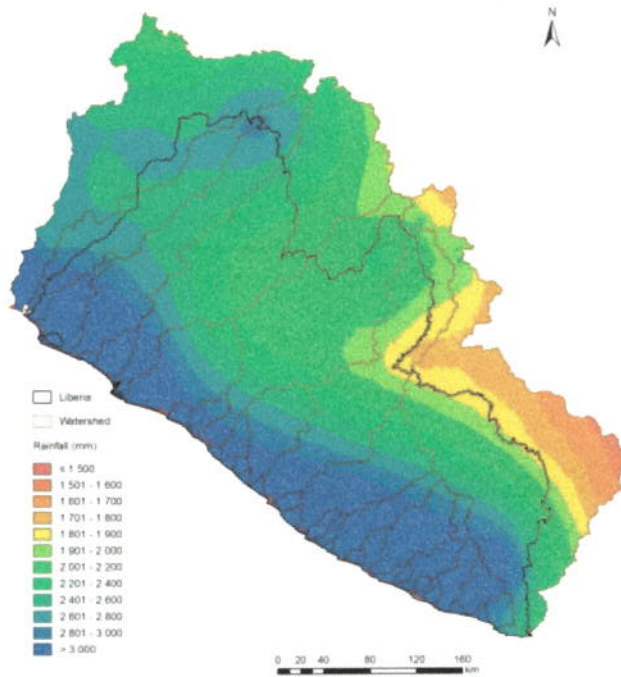 N
Liberia
Watershed
Rainfall (mm)
< 1 500
1 501 - 1 600
1 601 - 1 700
1 701 - 1 800
1 801 - 1 900
1 901 - 2 000
2 001 - 2 200
2 201 - 2 400
2 401 - 2 600
2 601 - 2 800
2 801 - 3 000
> 3 000
0 20 40 80 120 160
km